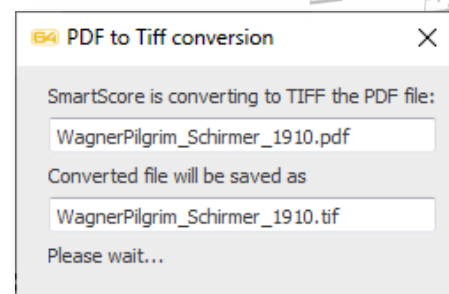 64 PDF to Tiff conversion
SmartScore is converting to TIFF the PDF file:
WagnerPilgrim_Schirmer_1910.pdf
Converted file will be saved as
WagnerPilgrim_Schirmer_1910.tif
Please wait...